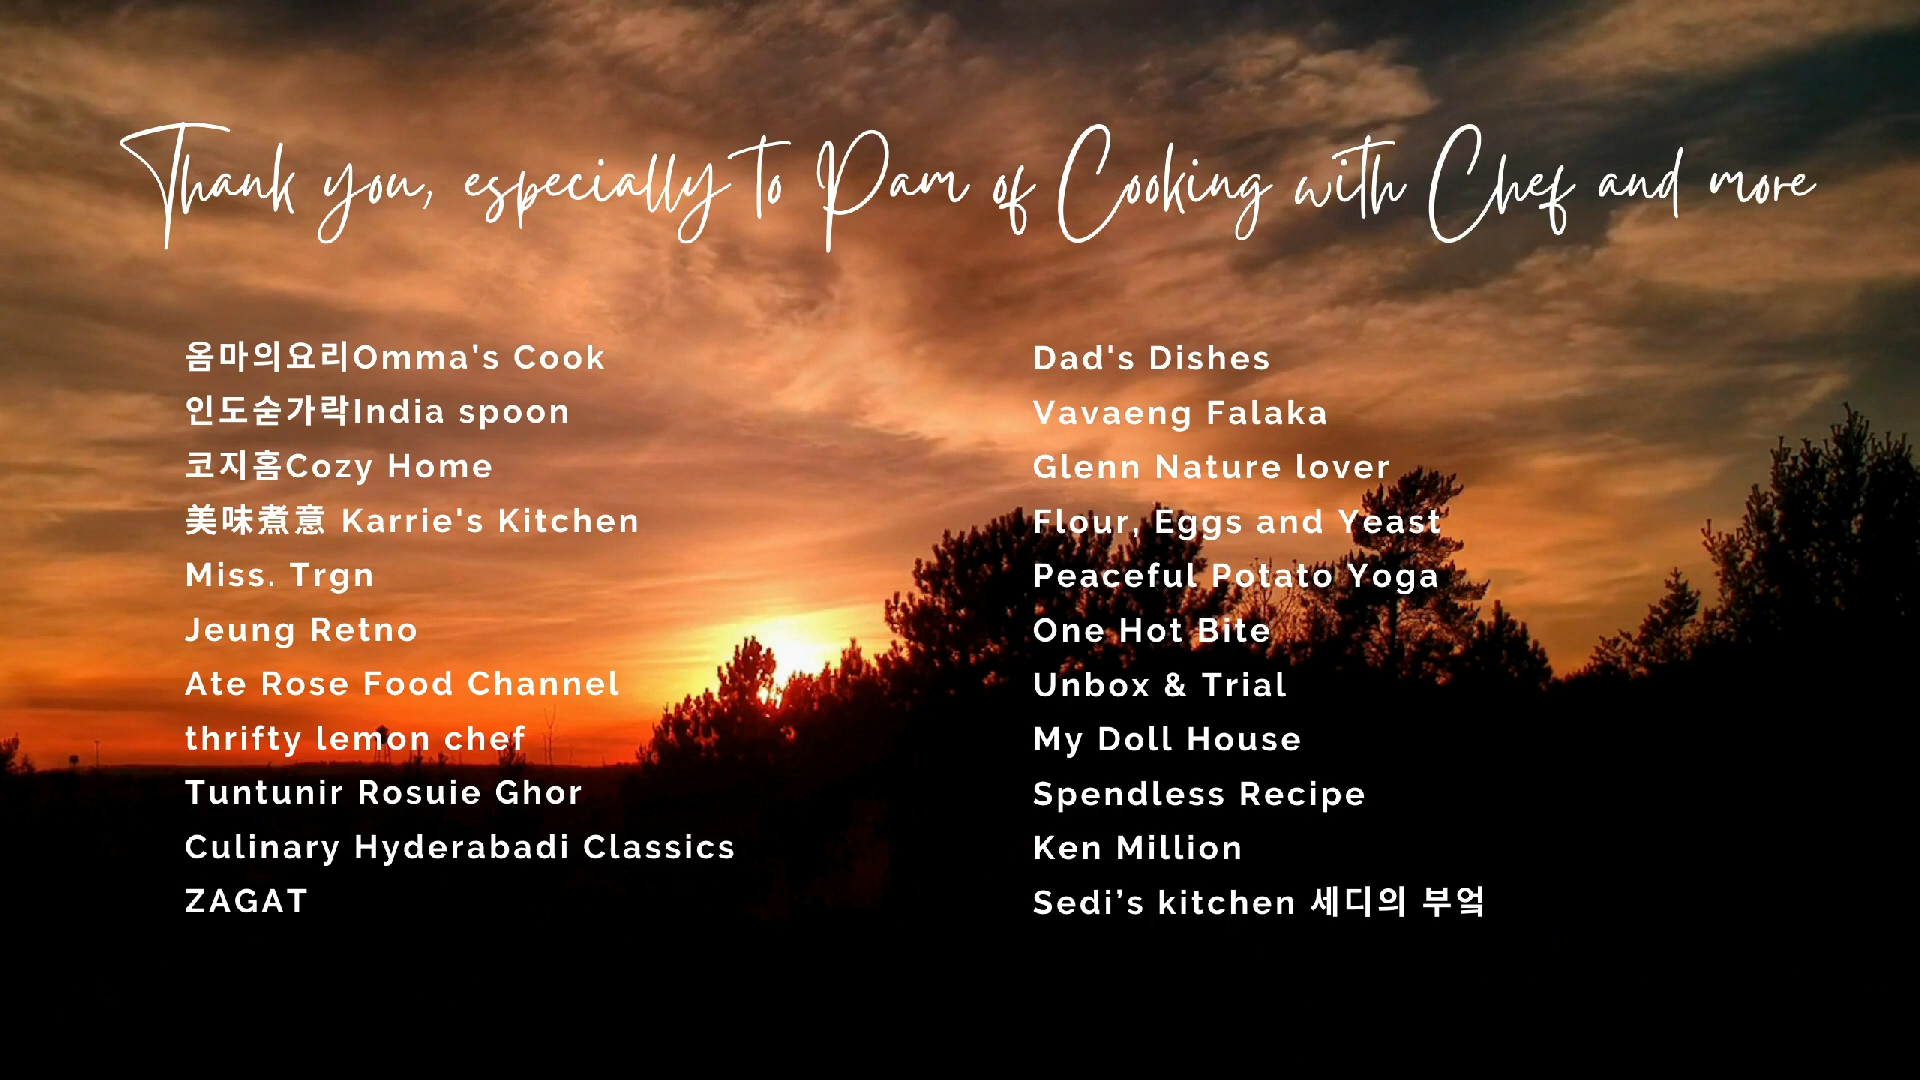 Thank you, especially to Pam of Cooking with Chef and more
옴마의요리Omma's Cook
인도숟가락India spoon
코지홈Cozy Home
美味煮意 Karrie's Kitchen
Miss. Trgn
Jeung Retno
Ate Rose Food Channel
thrifty lemon chef
Tuntunir Rosuie Ghor
Culinary Hyderabadi Classics
ZAGAT
Dad's Dishes
Vavaeng Falaka
Glenn Nature lover
Flour, Eggs and Yeast
Peaceful Potato Yoga
One Hot Bite
Unbox & Trial
My Doll House
Spendless Recipe
Ken Million
Sedi’s kitchen 세디의 부엌